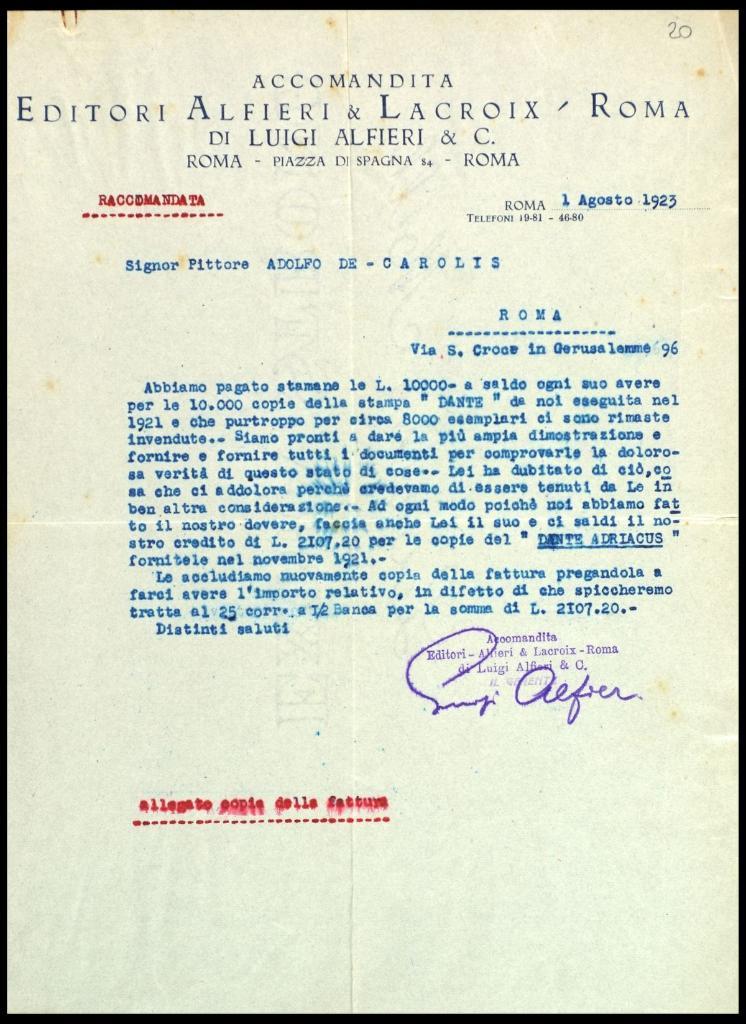 20
ACCOMANDITA
EDITORI ALFIERI & LACROIX - ROMA
DI LUIGI ALFIERI & C.
ROMA - PIAZZA DI SPAGNA 84 - ROMA
RACCOMANDATA
ROMA 1 Agosto 1923
TELEFONI 19-81 - 46-80
Signor Pittore ADOLFO DE - C A R O L I S
R O M A
Via S. Croce in Gerusalemme 96
Abbiamo pagato stamane le L. 10000- a saldo ogni suo avere
per le 10.000 copie della stampa " DANTE " da noi eseguita nel
1921 e che purtroppo per circa 8000 esemplari ci sono rimaste
invendute.- Siamo pronti a dare la più ampia dimostrazione e
fornire e fornire tutti i documenti per comprovarle la doloro-
sa verità di questo stato di cose.- Lei ha dubitato di ciò,co
sa che ci addolora perchè credevamo di essere tenuti da Le in
ben altra considerazione.- Ad ogni modo poichè noi abbiamo fat
to il nostro dovere, faccia anche Lei il suo e ci saldi il no-
stro credito di L. 2107.20 per le copie del " DANTE ADRIACUS "
fornitele nel novembre 1921.-
Le accludiamo nuovamente copia della fattura pregandola a
farci avere l'importo relativo, in difetto di che spiccheremo
tratta al 25 corr. a 1/2 Banca per la somma di L. 2107.20.-
Distinti saluti
Accomandita
Editori - Alfieri & Lacroix - Roma
di Luigi Alfieri & C.
IL GERENTE
Luigi Alfieri
allegato copia della fattura